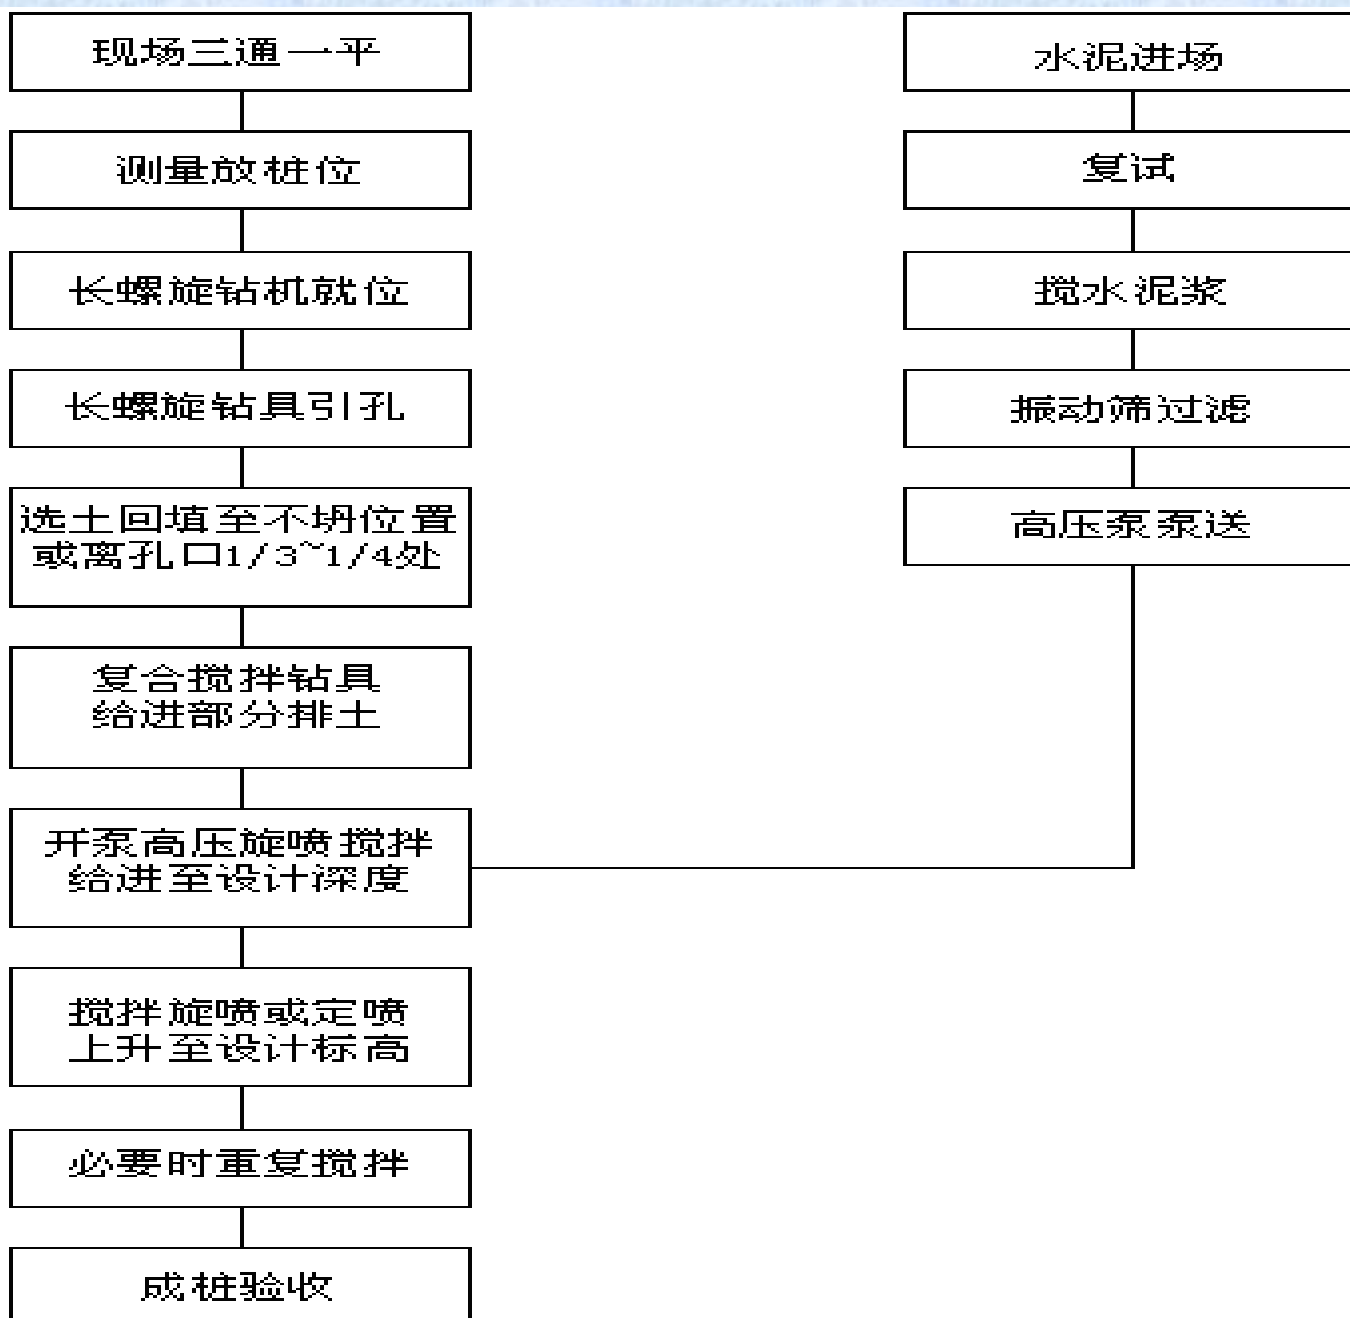 现场三通一平
测量放桩位
长螺旋钻机就位
长螺旋钻具引孔
选土回填至不坍位置
或离孔口1/3~1/4处
复合搅拌钻具
给进部分排土
开泵高压旋喷搅拌
给进至设计深度
搅拌旋喷或定喷
上升至设计标高
必要时重复搅拌
成桩验收
水泥进场
复试
搅水泥浆
振动筛过滤
高压泵泵送